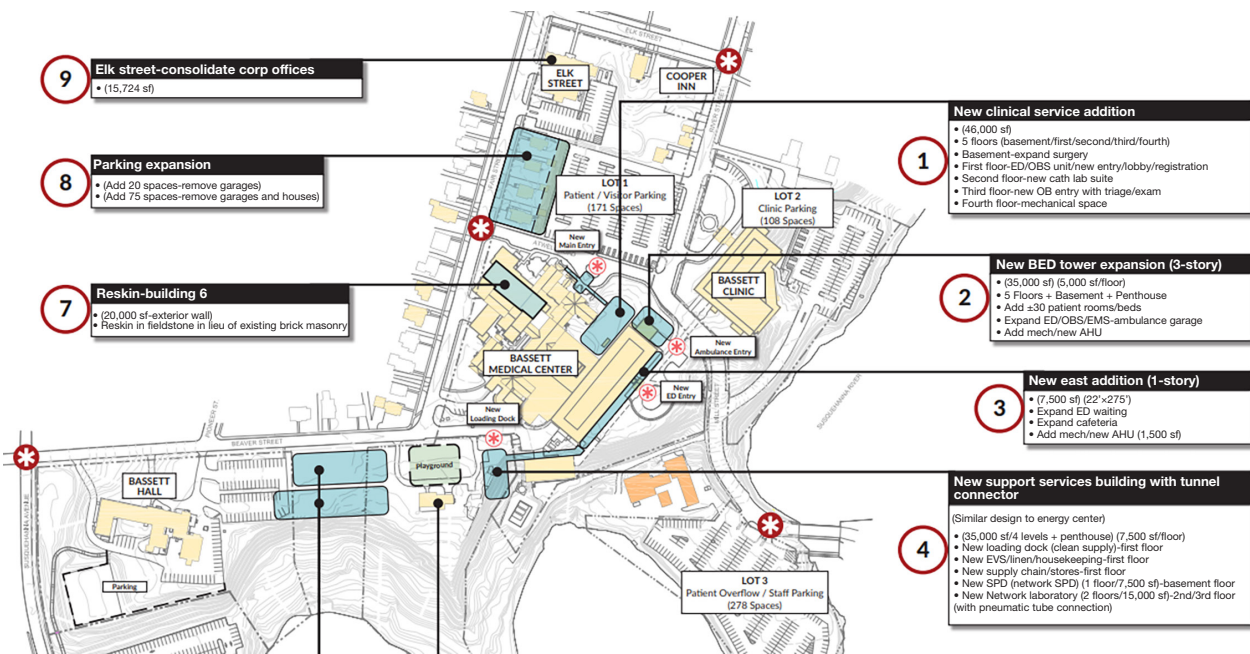 ELK STREET
9
Elk street-consolidate corp offices
• (15,724 sf)
ELK
STREET
COOPER
INN
RIVER STREET
1
New clinical service addition
• (46,000 sf)
• 5 floors (basement/first/second/third/fourth)
• Basement-expand surgery
• First floor-ED/OBS unit/new entry/lobby/registration
• Second floor-new cath lab suite
• Third floor-new OB entry with triage/exam
• Fourth floor-mechanical space
8
Parking expansion
• (Add 20 spaces-remove garages)
• (Add 75 spaces-remove garages and houses)
FAIR STREET
LOT 1
Patient / Visitor Parking
(171 Spaces)
LOT 2
Clinic Parking
(108 Spaces)
New
Main Entry
7
Reskin-building 6
• (20,000 sf-exterior wall)
• Reskin in fieldstone in lieu of existing brick masonry
BASSETT
CLINIC
2
New BED tower expansion (3-story)
• (35,000 sf) (5,000 sf/floor)
• 5 Floors + Basement + Penthouse
• Add ±30 patient rooms/beds
• Expand ED/OBS/EMS-ambulance garage
• Add mech/new AHU
New
Ambulance Entry
BASSETT
MEDICAL CENTER
New
ED Entry
3
New east addition (1-story)
• (7,500 sf) (22'×275')
• Expand ED waiting
• Expand cafeteria
• Add mech/new AHU (1,500 sf)
New
Loading Dock
PIONEER ST.
BEAVER STREET
MILL STREET
SUSQUEHANNA RIVER
Playground
BASSETT
HALL
SUSQUEHANNA AVENUE
Parking
4
New support services building with tunnel
connector
(Similar design to energy center)
• (35,000 sf/4 levels + penthouse) (7,500 sf/floor)
• New loading dock (clean supply)-first floor
• New EVS/linen/housekeeping-first floor
• New supply chain/stores-first floor
• New SPD (network SPD) (1 floor/7,500 sf)-basement floor
• New Network laboratory (2 floors/15,000 sf)-2nd/3rd floor
(with pneumatic tube connection)
LOT 3
Patient Overflow / Staff Parking
(278 Spaces)